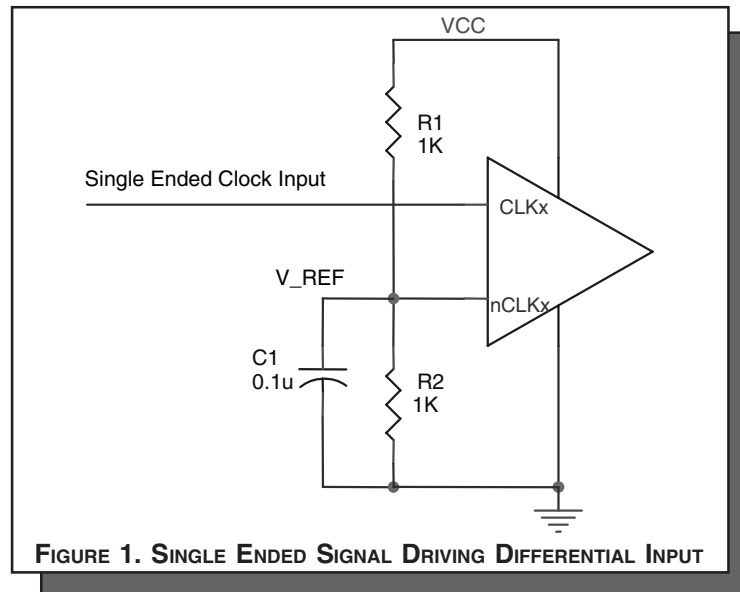 VCC
R1
1K
Single Ended Clock Input
CLKx
V_REF
nCLKx
C1
0.1u
R2
1K
FIGURE 1. SINGLE ENDED SIGNAL DRIVING DIFFERENTIAL INPUT